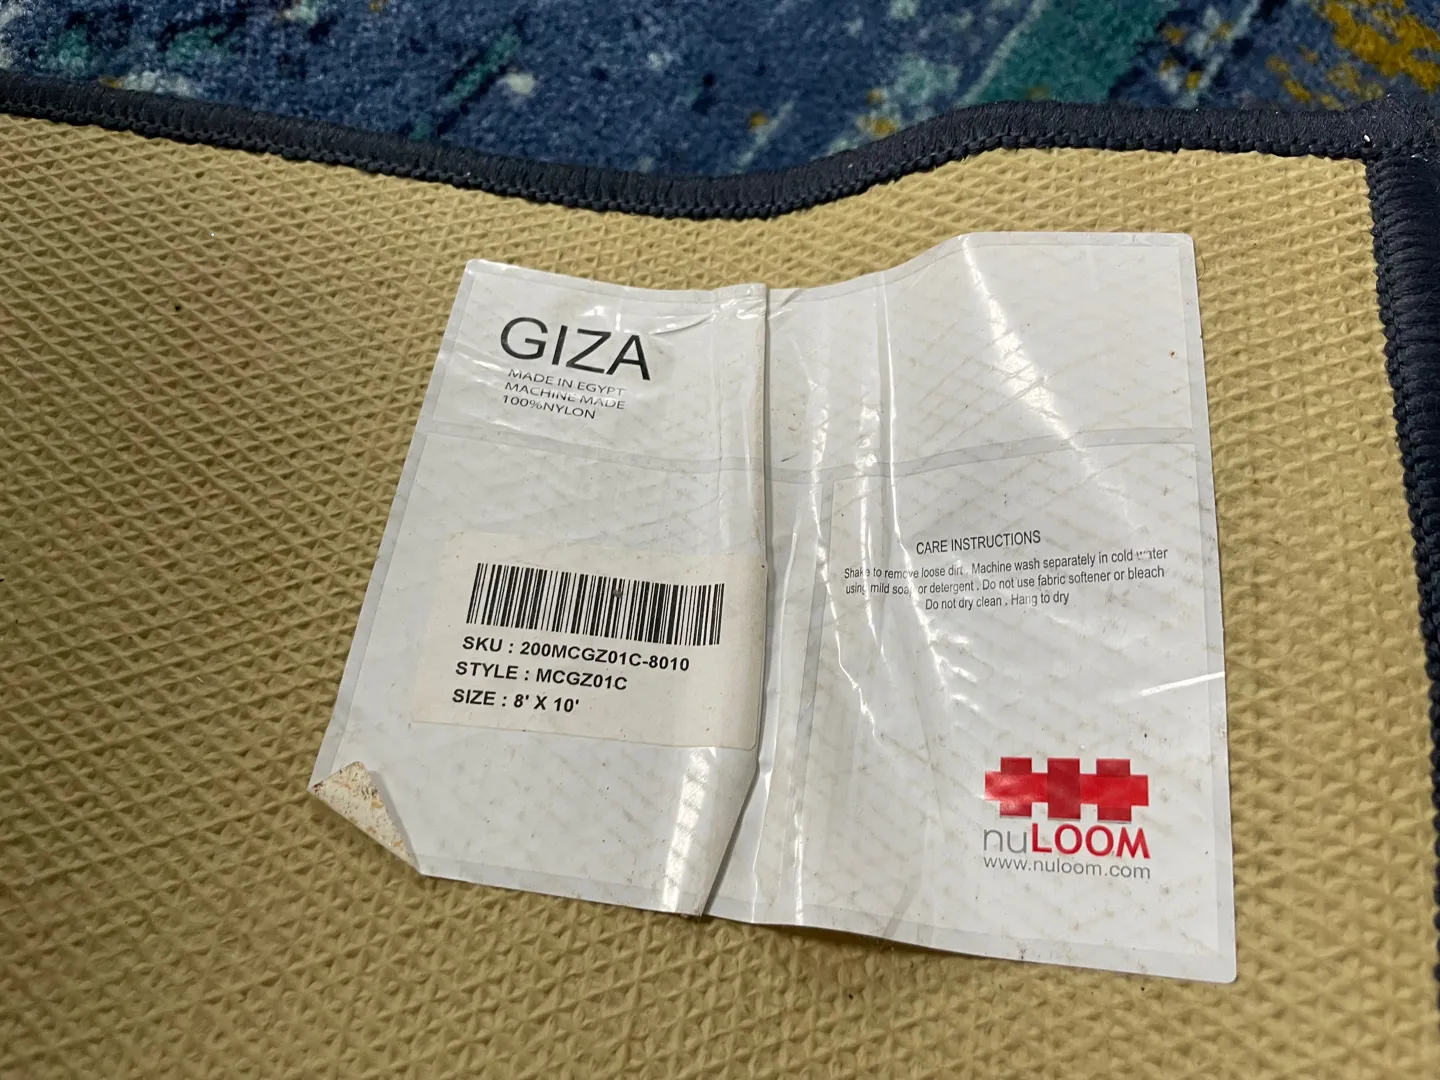 GIZA
MADE IN EGYPT
MACHINE MADE
100%NYLON
SKU : 200MCGZ01C-8010
STYLE : MCGZ01C
SIZE : 8' X 10'
CARE INSTRUCTIONS
Shake to remove loose dirt . Machine wash separately in cold water
using mild soap or detergent . Do not use fabric softener or bleach
Do not dry clean . Hang to dry
nuLOOM
www.nuloom.com